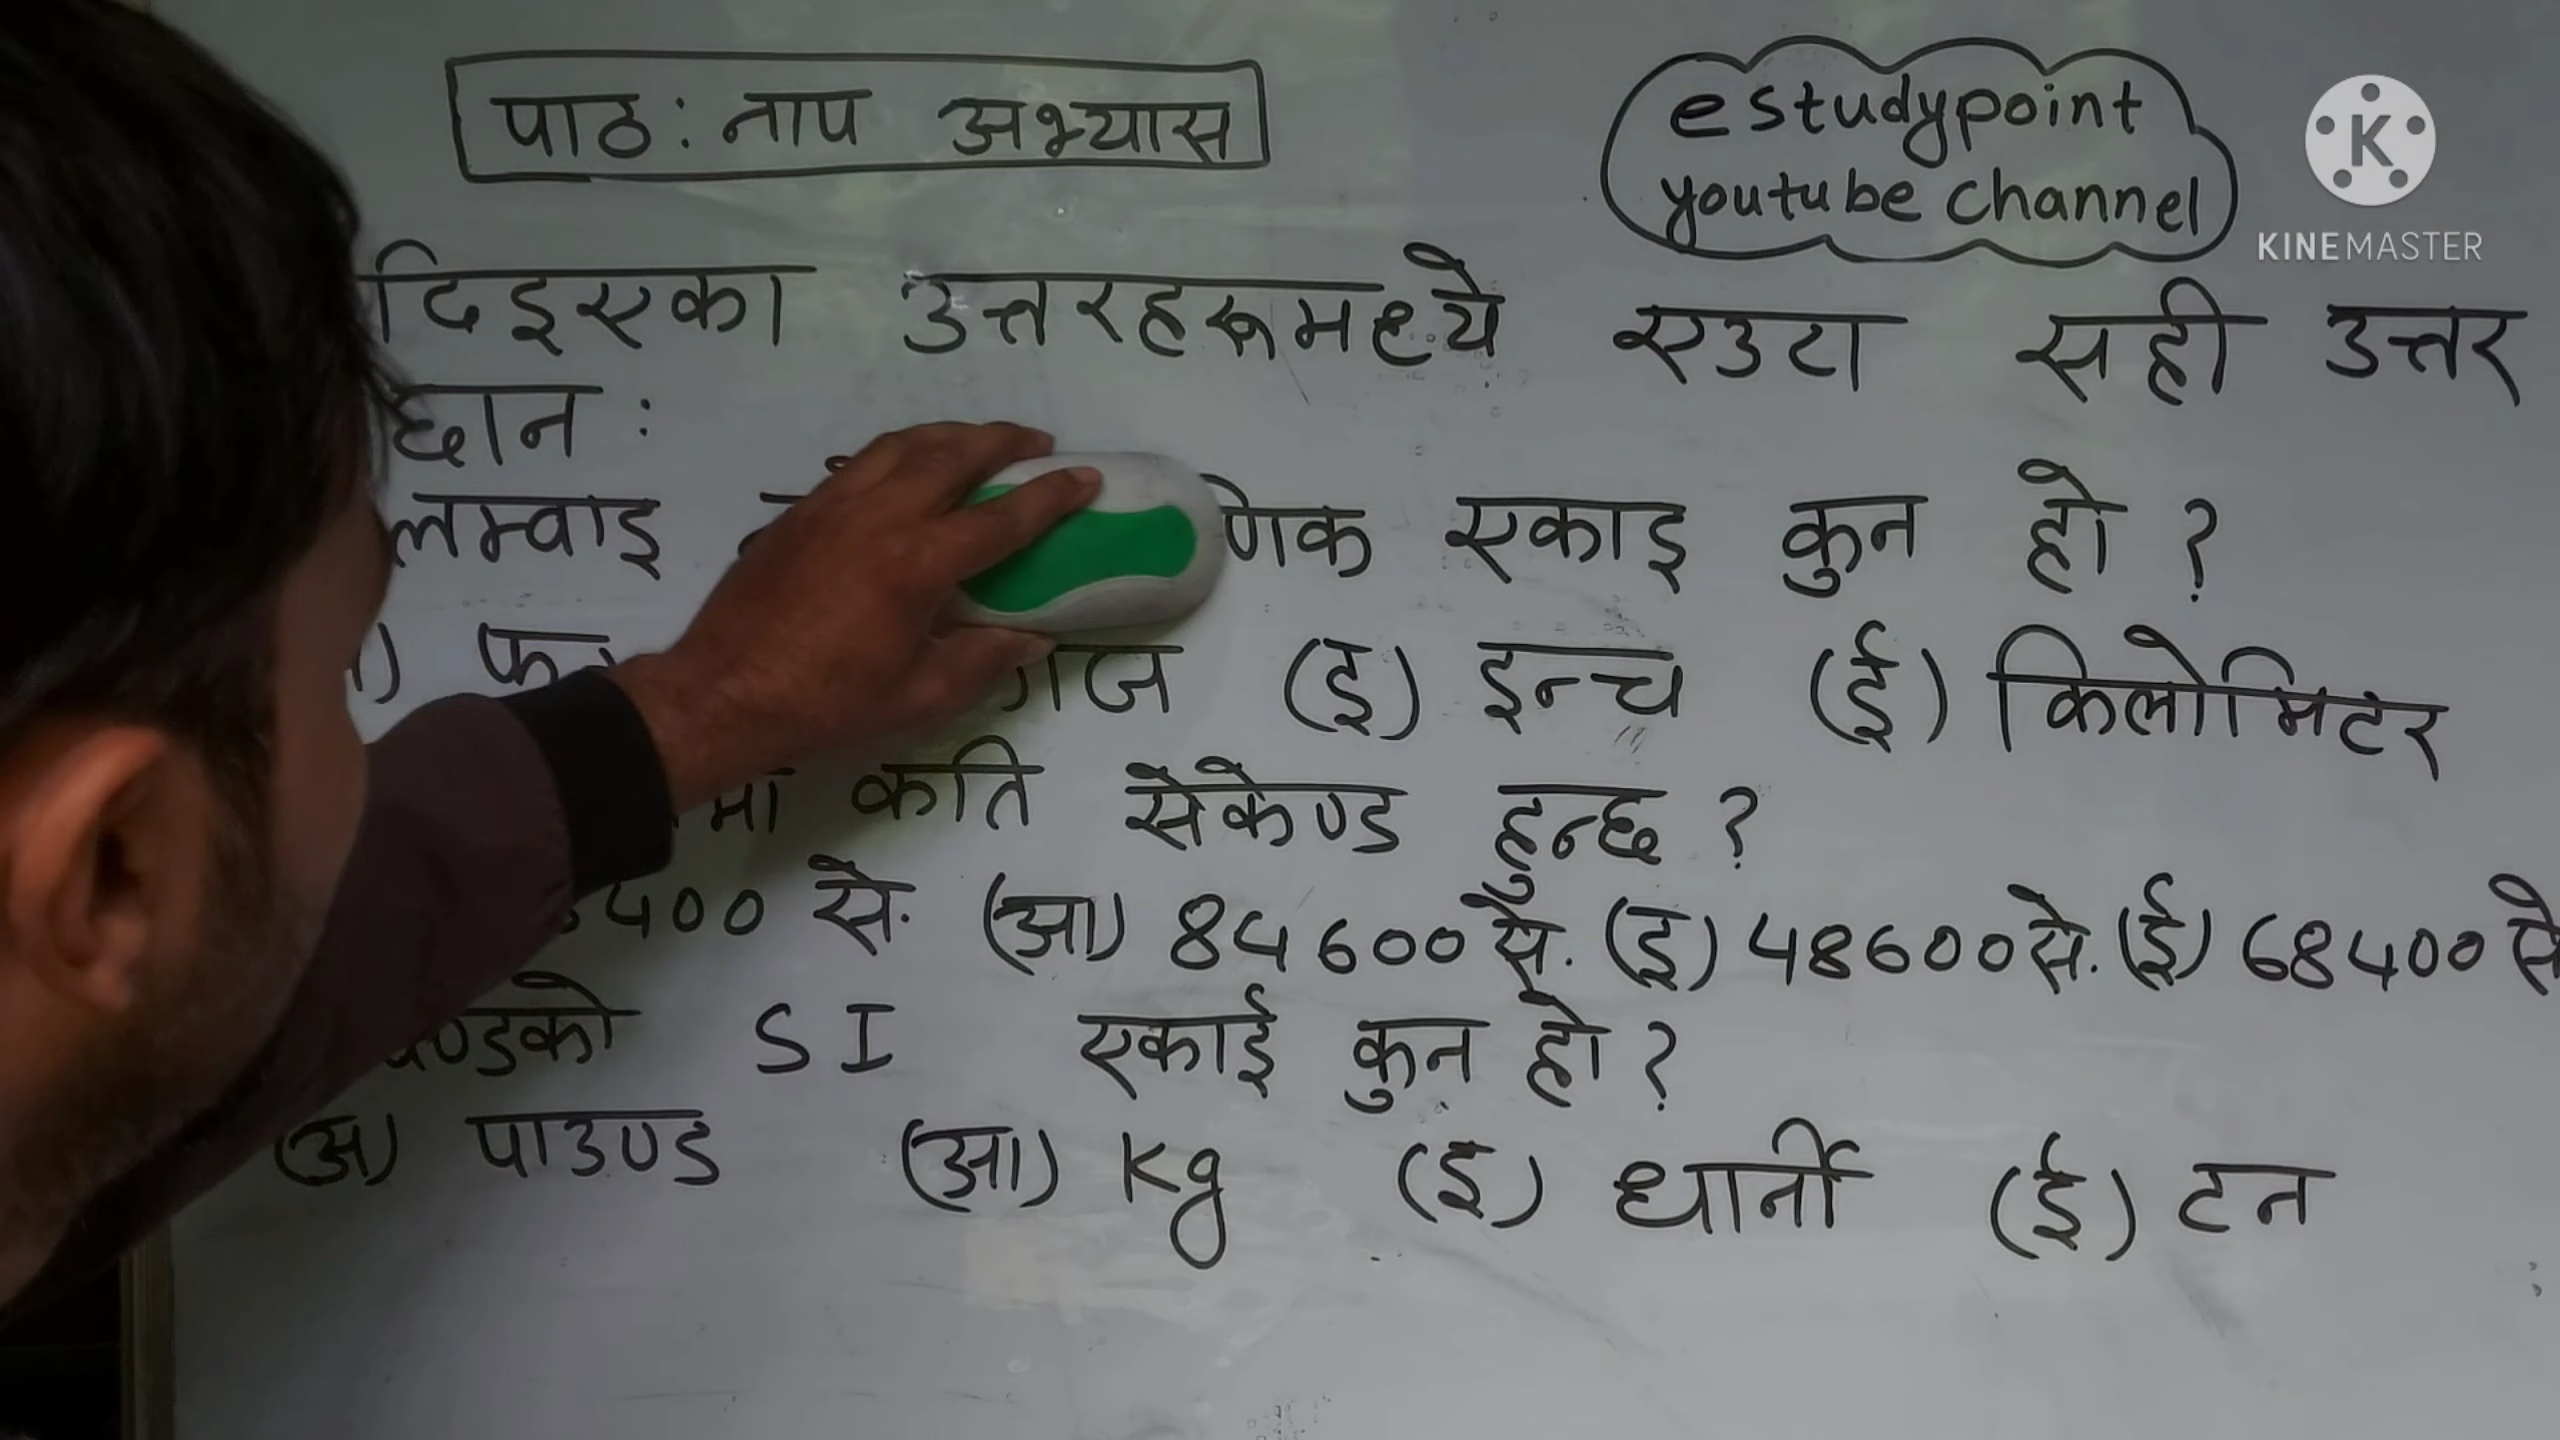 पाठ: नाप अभ्यास
estudypoint
youtube channel
KINEMASTER
दिइएका उत्तरहरूमध्ये एउटा सही उत्तर
छान:
लम्वाइ एकाइ कुन हो ?
गज (इ) इन्च (ई) किलोमिटर
कति सेकेण्ड हुन्छ ?
400 से. (आ) 84600 से. (इ) 48600 से. (ई) 68400 से
SI एकाई कुन हो ?
(अ) पाउण्ड (आ) Kg (इ) धार्नी (ई) टन